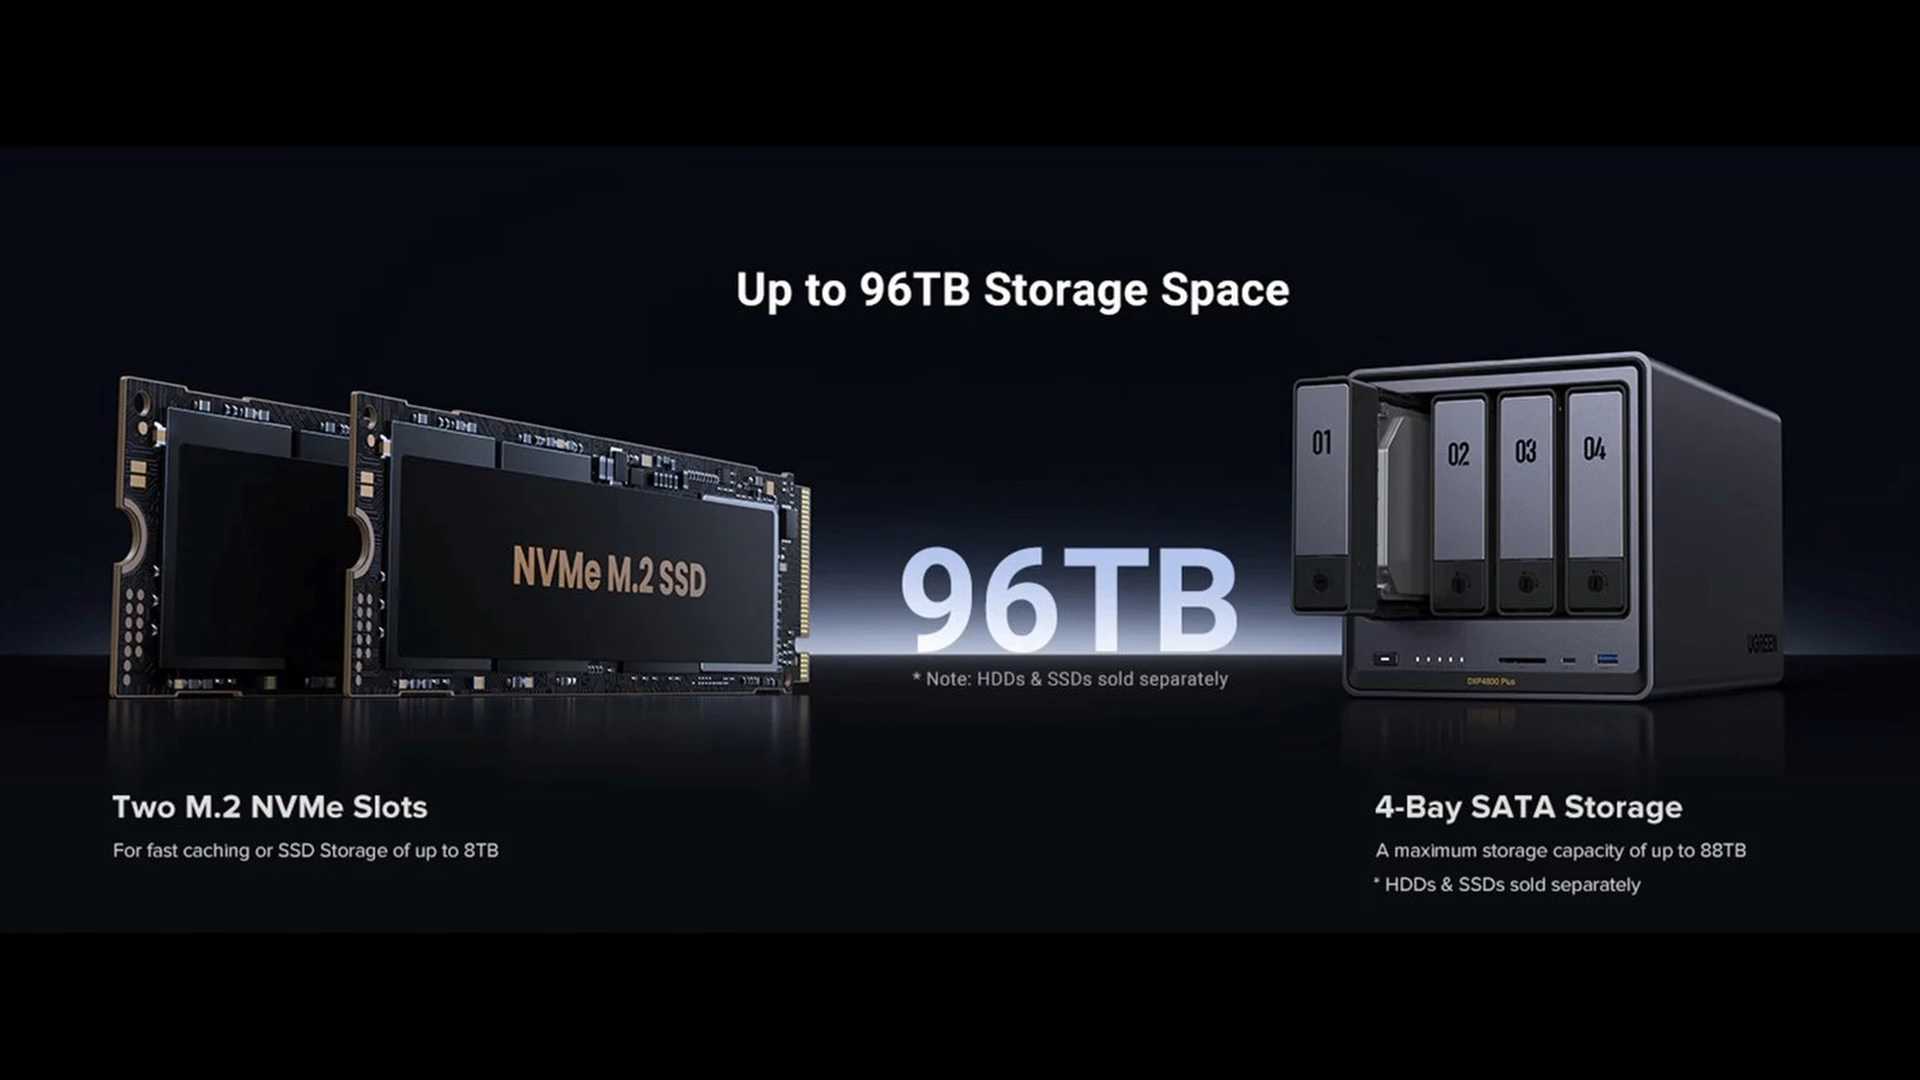 Up to 96TB Storage Space
NVMe M.2 SSD
96TB
* Note: HDDs & SSDs sold separately
01
02
03
04
UGREEN
DXP4800 Plus
Two M.2 NVMe Slots
For fast caching or SSD Storage of up to 8TB
4-Bay SATA Storage
A maximum storage capacity of up to 88TB
* HDDs & SSDs sold separately